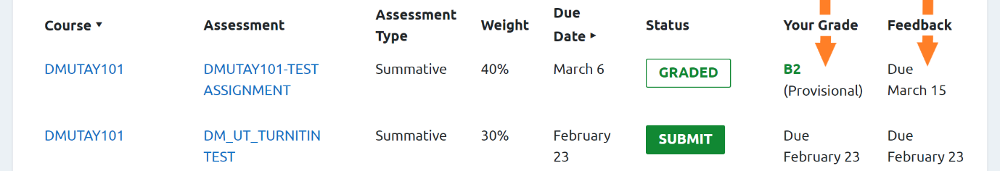 Course ▼ Assessment Assessment Type Weight Due Date ► Status Your Grade Feedback
DMUTAY101 DMUTAY101-TEST Summative 40% March 6 GRADED B2 Due
ASSIGNMENT (Provisional) March 15
DMUTAY101 DM_UT_TURNITIN Summative 30% February SUBMIT Due Due
TEST 23 February 23 February 23